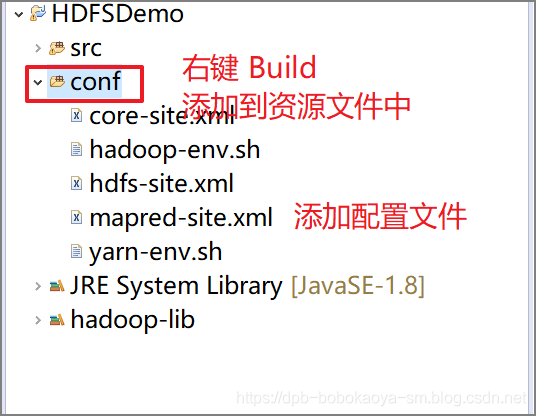 HDFSDemo
src
conf
右键 Build
添加到资源文件中
core-site.xml
hadoop-env.sh
hdfs-site.xml
mapred-site.xml 添加配置文件
yarn-env.sh
JRE System Library [JavaSE-1.8]
hadoop-lib
https://dpb-bobokaoya-sm.blog.csdn.net